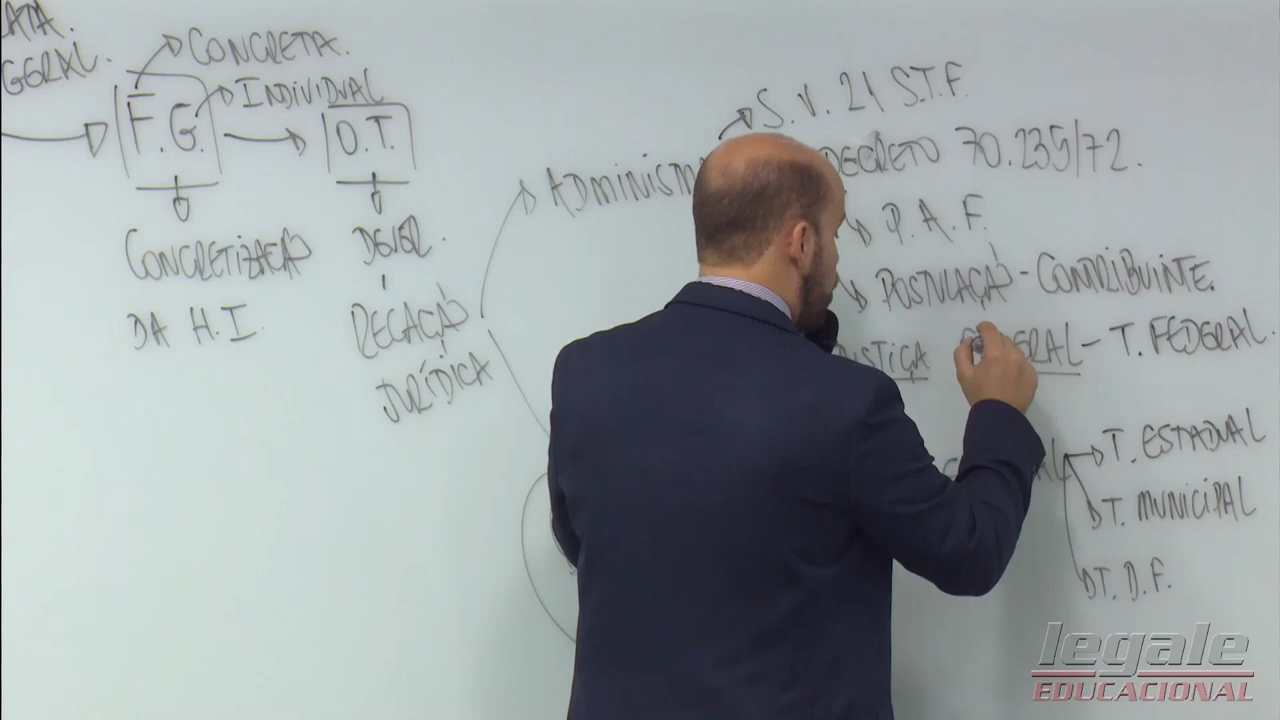 GERAL.
CONCRETA.
INDIVIDUAL
F.G.
O.T.
CONCRETIZAÇÃO
DA H.I.
DEVER.
RELAÇÃO
JURÍDICA
S.V. 21 S.T.F.
DECRETO 70.235/72.
P.A.F.
POSTULAÇÃO - CONTRIBUINTE.
T. FEDERAL.
T. ESTADUAL
T. MUNICIPAL
T. D.F.
legale
EDUCACIONAL